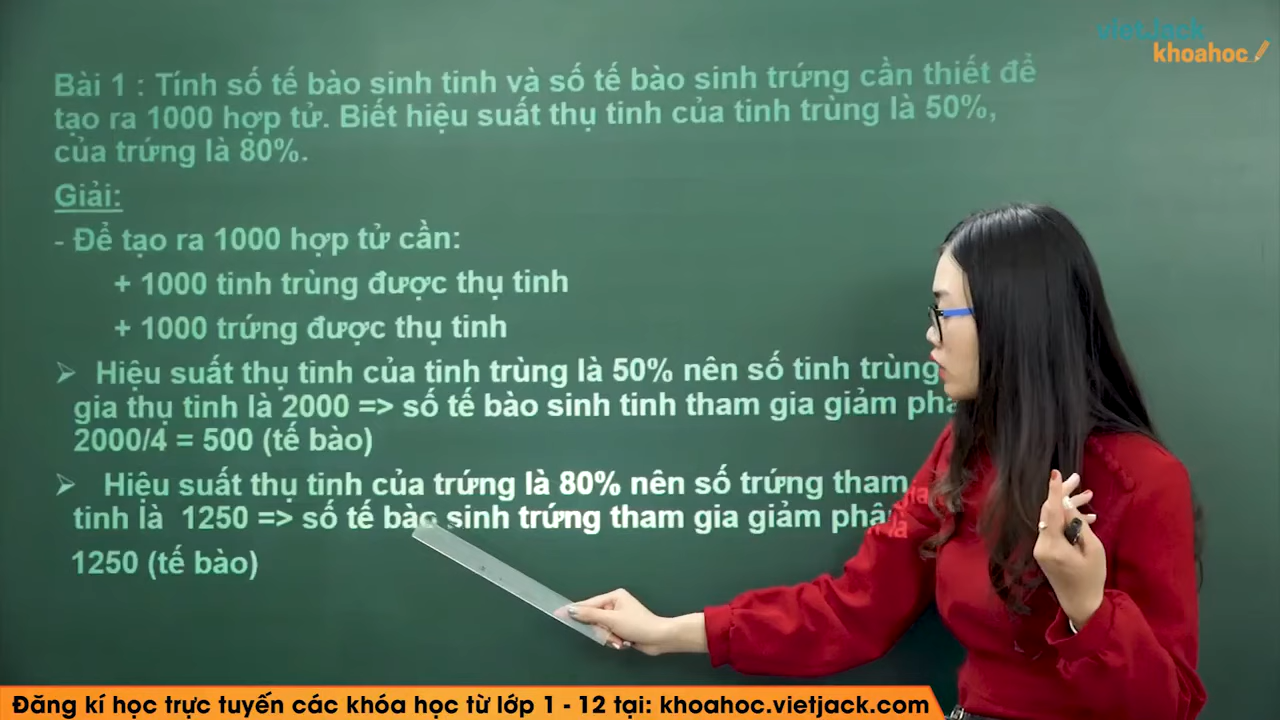 vietJack
khoahoc
Bài 1 : Tính số tế bào sinh tinh và số tế bào sinh trứng cần thiết để
tạo ra 1000 hợp tử. Biết hiệu suất thụ tinh của tinh trùng là 50%,
của trứng là 80%.
Giải:
- Để tạo ra 1000 hợp tử cần:
+ 1000 tinh trùng được thụ tinh
+ 1000 trứng được thụ tinh
➢ Hiệu suất thụ tinh của tinh trùng là 50% nên số tinh trùng
gia thụ tinh là 2000 => số tế bào sinh tinh tham gia giảm
2000/4 = 500 (tế bào)
➢ Hiệu suất thụ tinh của trứng là 80% nên số trứng tham gia
tinh là 1250 => số tế bào sinh trứng tham gia giảm phân là
1250 (tế bào)
Đăng kí học trực tuyến các khóa học từ lớp 1 - 12 tại: khoahoc.vietjack.com